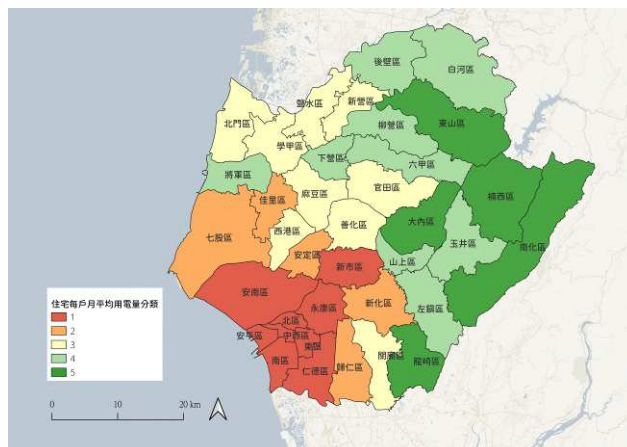 後壁區
白河區
鹽水區
新營區
東山區
北門區
柳營區
學甲區
下營區
六甲區
將軍區
麻豆區
官田區
楠西區
佳里區
大內區
七股區
西港區
善化區
玉井區
南化區
安定區
新市區
山上區
安南區
永康區
新化區
左鎮區
北區
安平區
中西區
東區
關廟區
龍崎區
南區
仁德區
歸仁區
住宅每戶月平均用電量分類
1
2
3
4
5
0 10 20 km